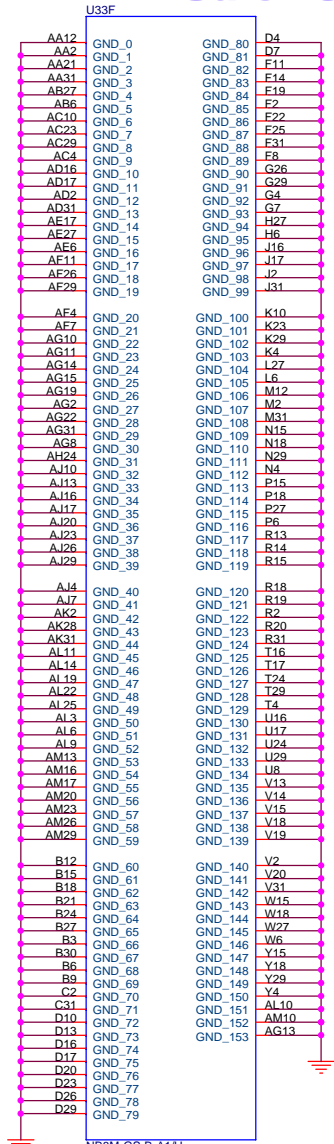 U33F
AA12 GND_0 GND_80 D4
AA2 GND_1 GND_81 D7
AA21 GND_2 GND_82 F11
AA31 GND_3 GND_83 F14
AB27 GND_4 GND_84 F19
AB6 GND_5 GND_85 F2
AC10 GND_6 GND_86 F22
AC23 GND_7 GND_87 F25
AC29 GND_8 GND_88 F31
AC4 GND_9 GND_89 F8
AD16 GND_10 GND_90 G26
AD17 GND_11 GND_91 G29
AD2 GND_12 GND_92 G4
AD31 GND_13 GND_93 G7
AE17 GND_14 GND_94 H27
AE27 GND_15 GND_95 H6
AE6 GND_16 GND_96 J16
AF11 GND_17 GND_97 J17
AF26 GND_18 GND_98 J2
AF29 GND_19 GND_99 J31
AF4 GND_20 GND_100 K10
AF7 GND_21 GND_101 K23
AG10 GND_22 GND_102 K29
AG11 GND_23 GND_103 K4
AG14 GND_24 GND_104 L27
AG15 GND_25 GND_105 L6
AG19 GND_26 GND_106 M12
AG2 GND_27 GND_107 M2
AG22 GND_28 GND_108 M31
AG31 GND_29 GND_109 N15
AG8 GND_30 GND_110 N18
AH24 GND_31 GND_111 N29
AJ10 GND_32 GND_112 N4
AJ13 GND_33 GND_113 P15
AJ16 GND_34 GND_114 P18
AJ17 GND_35 GND_115 P27
AJ20 GND_36 GND_116 P6
AJ23 GND_37 GND_117 R13
AJ26 GND_38 GND_118 R14
AJ29 GND_39 GND_119 R15
AJ4 GND_40 GND_120 R18
AJ7 GND_41 GND_121 R19
AK2 GND_42 GND_122 R2
AK28 GND_43 GND_123 R20
AK31 GND_44 GND_124 R31
AL11 GND_45 GND_125 T16
AL14 GND_46 GND_126 T17
AL19 GND_47 GND_127 T24
AL22 GND_48 GND_128 T29
AL25 GND_49 GND_129 T4
AL3 GND_50 GND_130 U16
AL6 GND_51 GND_131 U17
AL9 GND_52 GND_132 U24
AM13 GND_53 GND_133 U29
AM16 GND_54 GND_134 U8
AM17 GND_55 GND_135 V13
AM20 GND_56 GND_136 V14
AM23 GND_57 GND_137 V15
AM26 GND_58 GND_138 V18
AM29 GND_59 GND_139 V19
B12 GND_60 GND_140 V2
B15 GND_61 GND_141 V20
B18 GND_62 GND_142 V31
B21 GND_63 GND_143 W15
B24 GND_64 GND_144 W18
B27 GND_65 GND_145 W27
B3 GND_66 GND_146 W6
B30 GND_67 GND_147 Y15
B6 GND_68 GND_148 Y18
B9 GND_69 GND_149 Y29
C2 GND_70 GND_150 Y4
C31 GND_71 GND_151 AL10
D10 GND_72 GND_152 AM10
D13 GND_73 GND_153 AG13
D16 GND_74
D17 GND_75
D20 GND_76
D23 GND_77
D26 GND_78
D29 GND_79